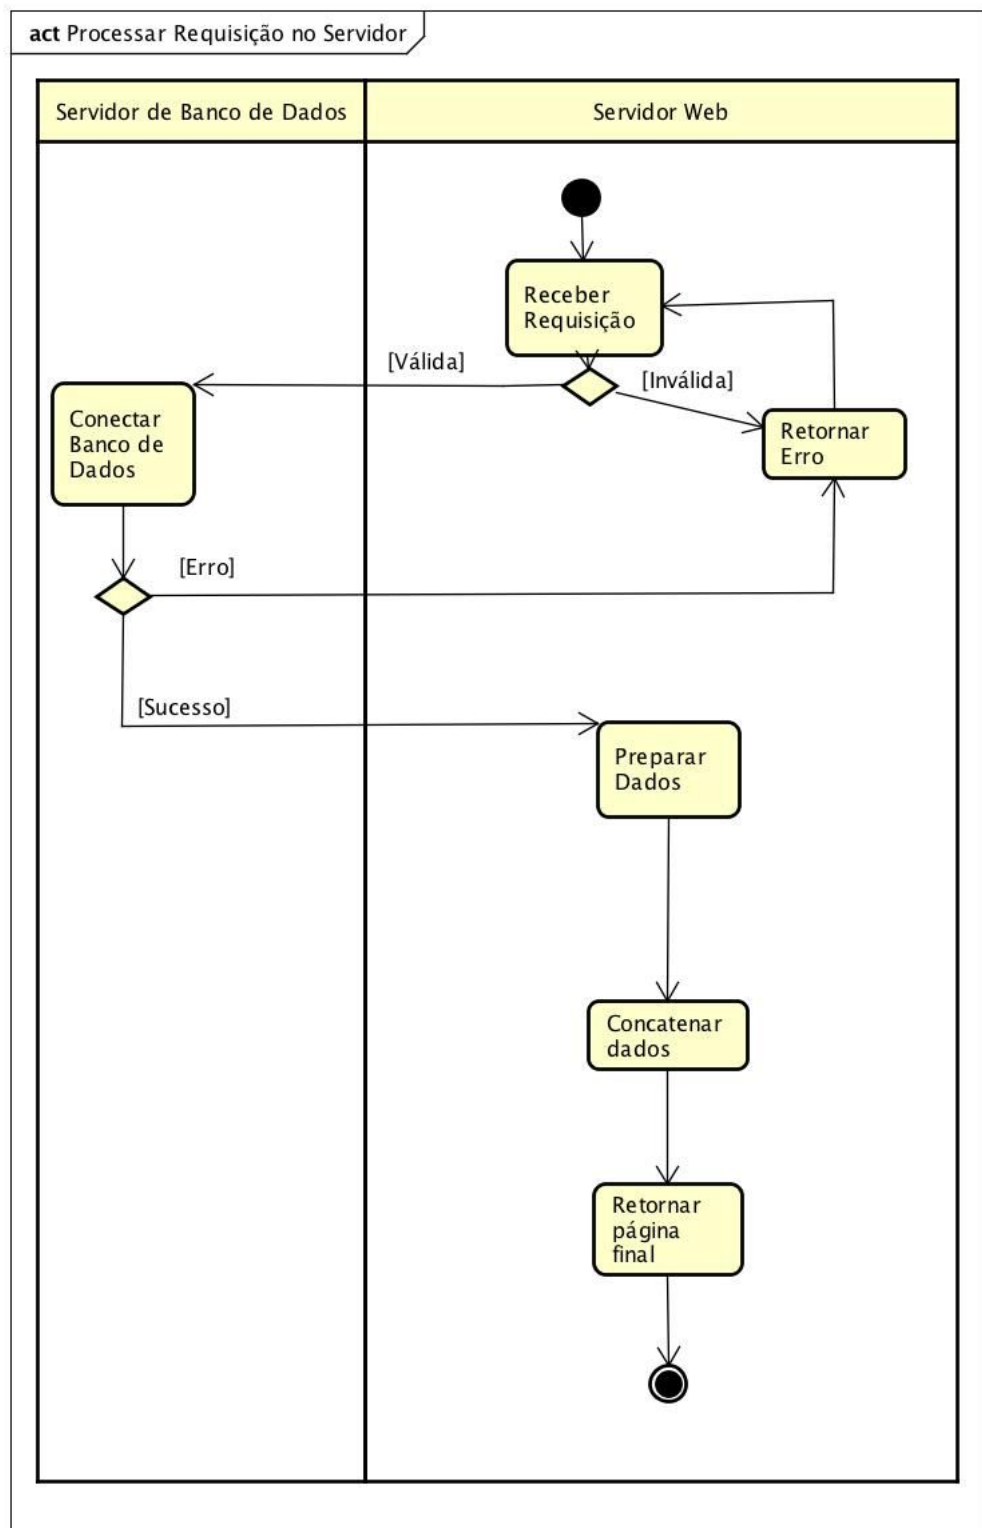 act Processar Requisição no Servidor
Servidor de Banco de Dados
Servidor Web
Receber
Requisição
[Válida]
[Inválida]
Conectar
Banco de
Dados
Retornar
Erro
[Erro]
[Sucesso]
Preparar
Dados
Concatenar
dados
Retornar
página
final